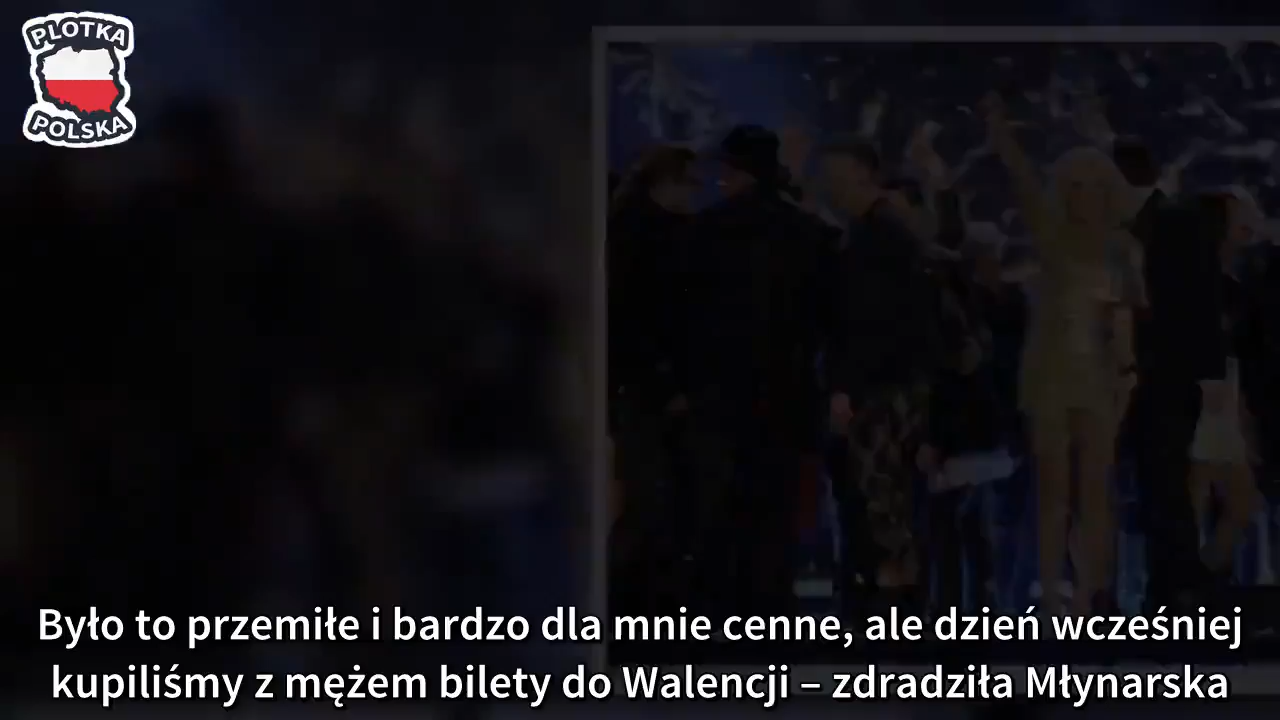 PLOTKA
POLSKA
Było to przemiłe i bardzo dla mnie cenne, ale dzień wcześniej
kupiliśmy z mężem bilety do Walencji – zdradziła Młynarska